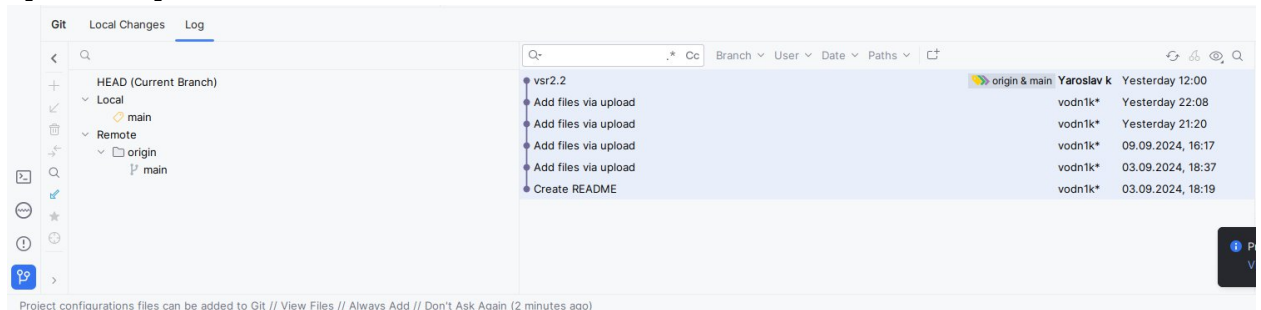 Git Local Changes Log
.* Cc Branch User Date Paths
HEAD (Current Branch)
Local
main
Remote
origin
main
vsr2.2 origin & main Yaroslav k Yesterday 12:00
Add files via upload vodn1k* Yesterday 22:08
Add files via upload vodn1k* Yesterday 21:20
Add files via upload vodn1k* 09.09.2024, 16:17
Add files via upload vodn1k* 03.09.2024, 18:37
Create README vodn1k* 03.09.2024, 18:19
Project configurations files can be added to Git // View Files // Always Add // Don't Ask Again (2 minutes ago)